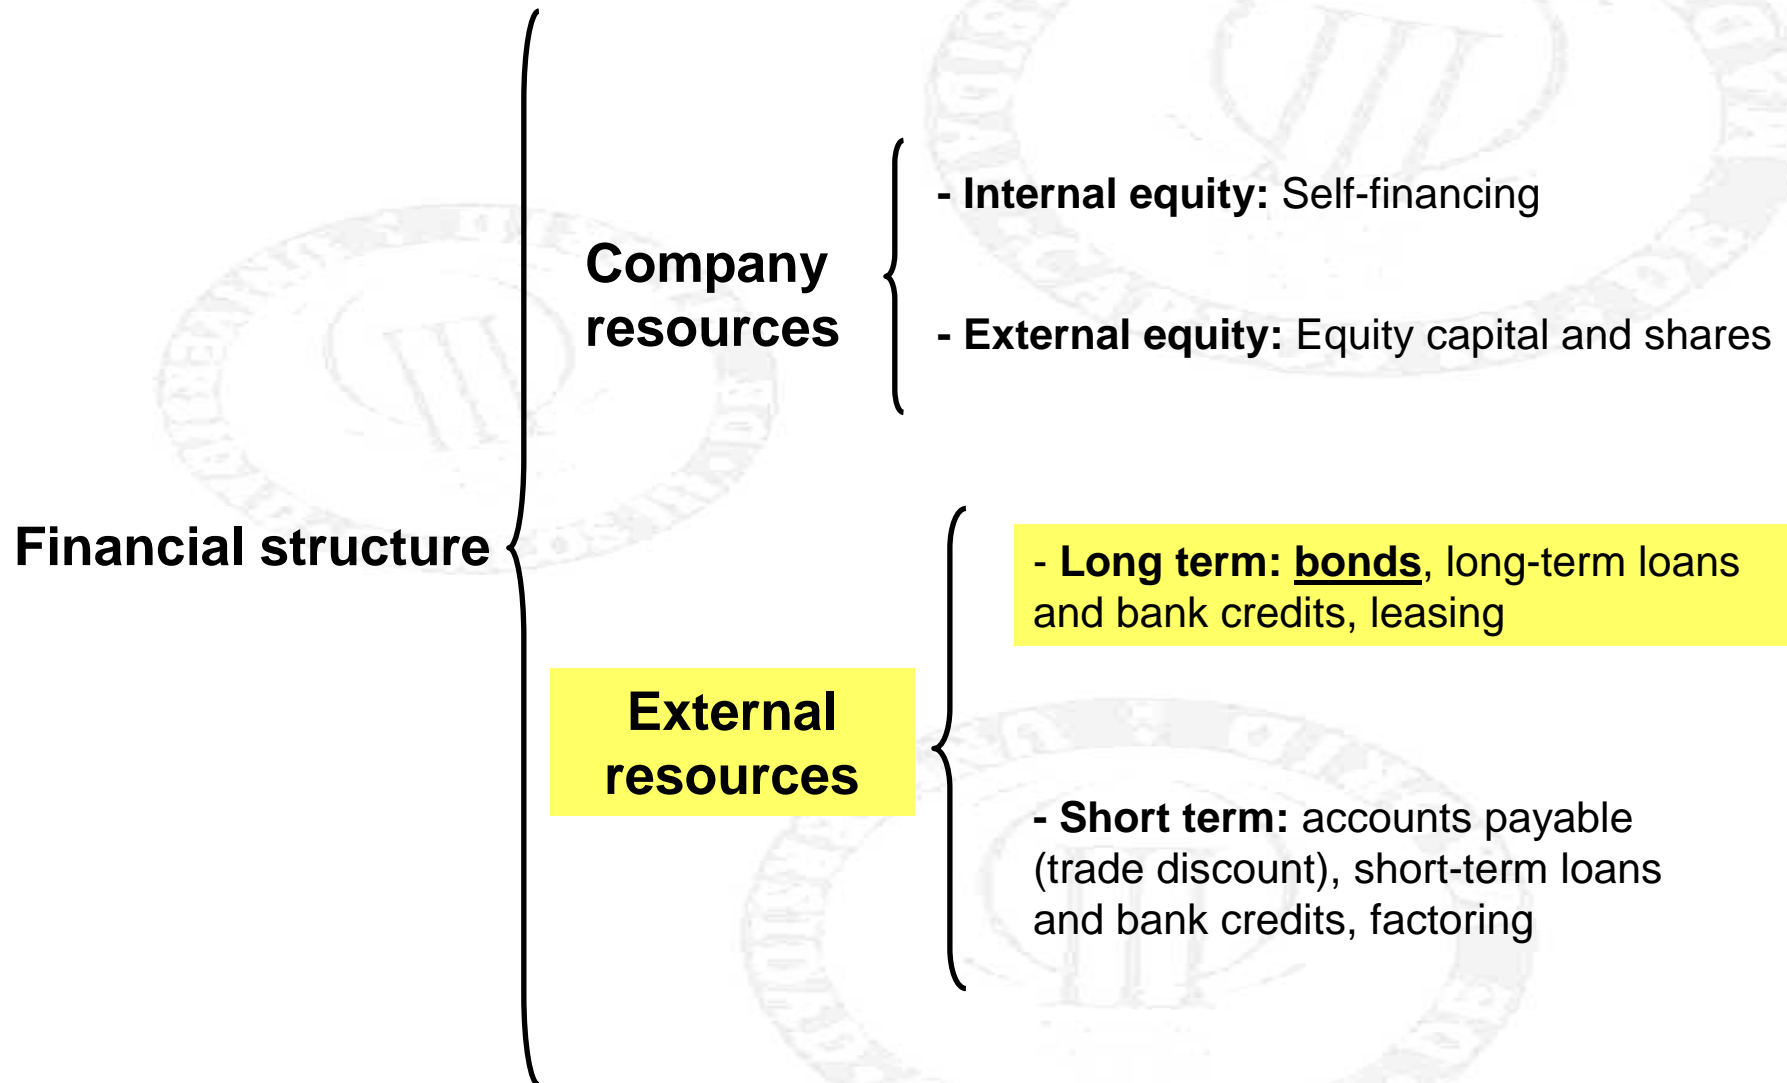 Financial structure
Company
resources
- Internal equity: Self-financing
- External equity: Equity capital and shares
External
resources
- Long term: bonds, long-term loans
and bank credits, leasing
- Short term: accounts payable
(trade discount), short-term loans
and bank credits, factoring